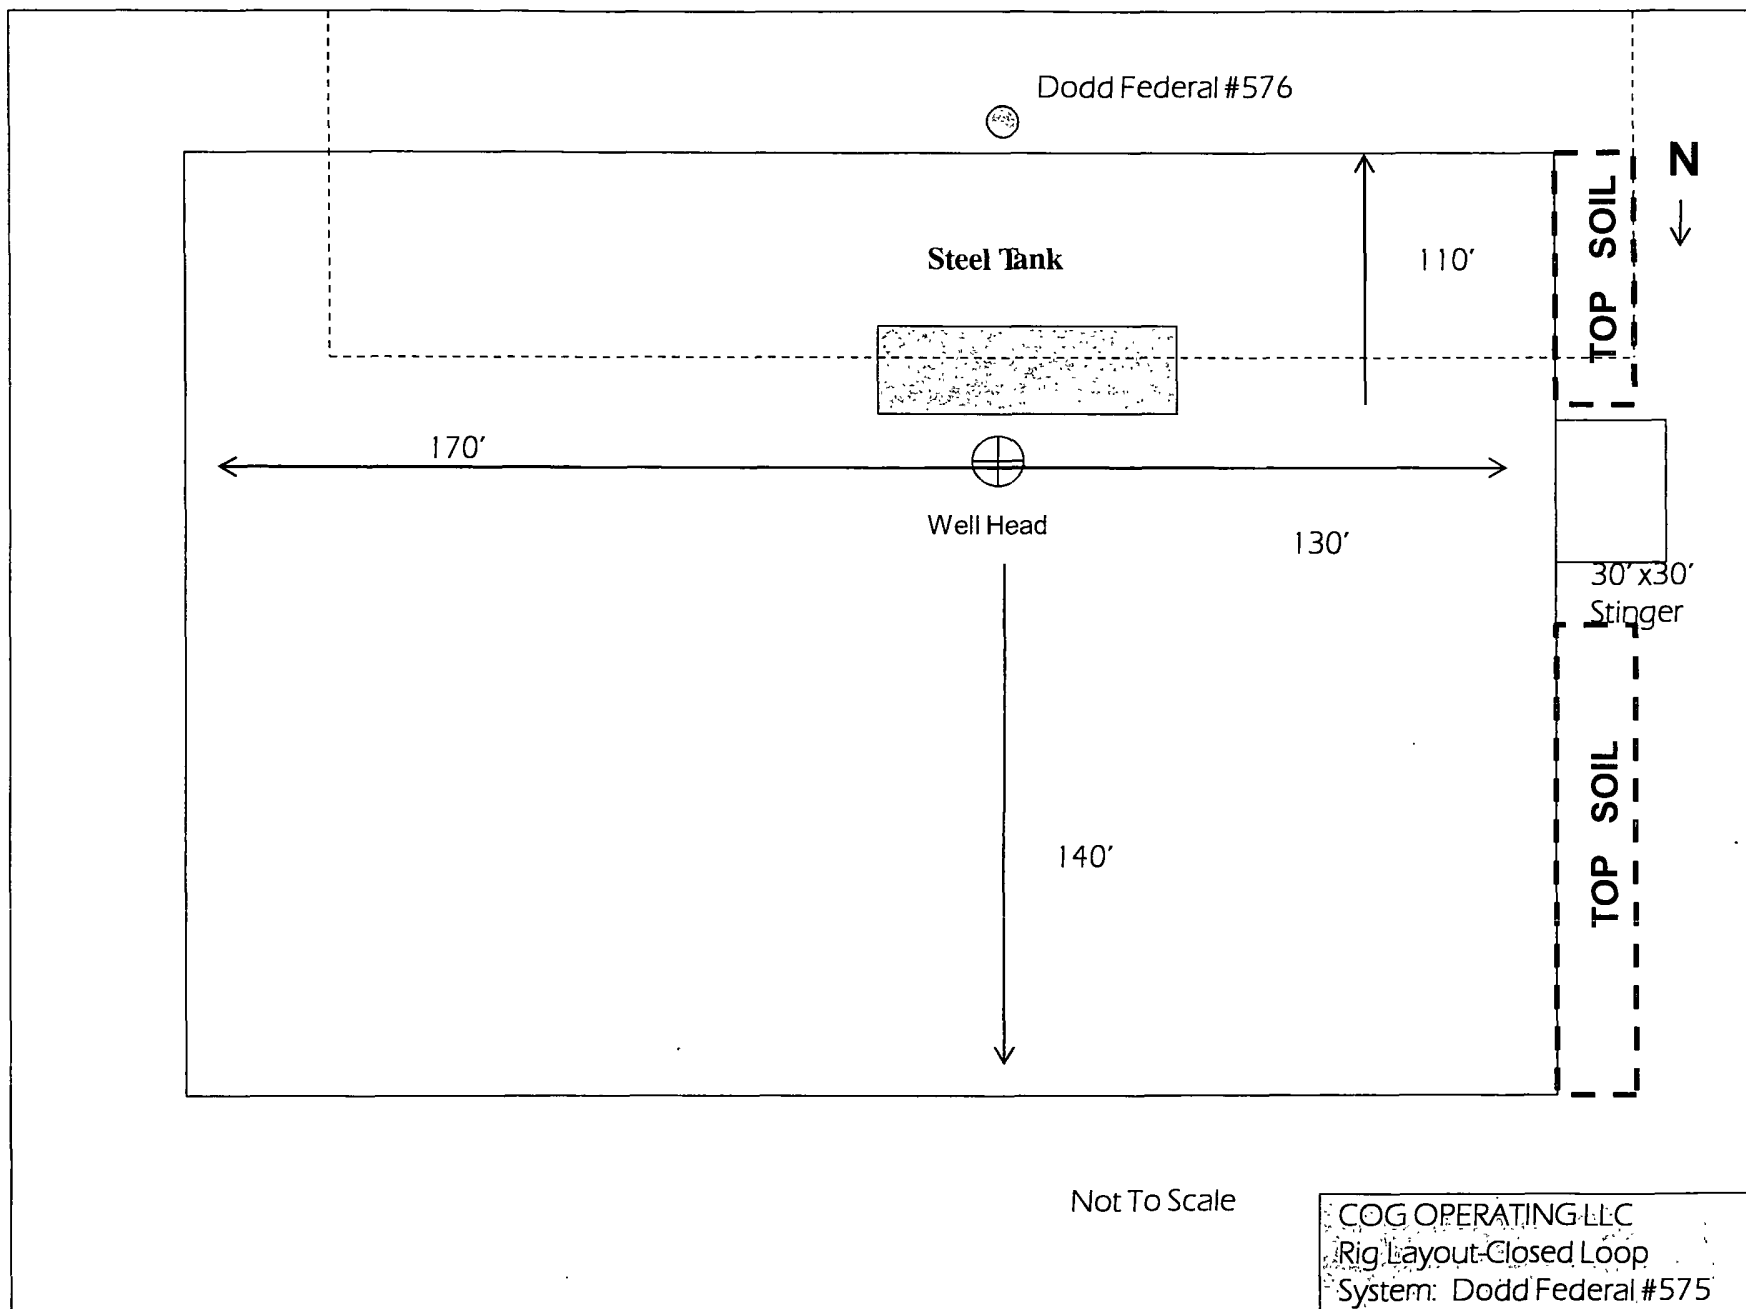 Dodd Federal #576
N
TOP SOIL
Steel Tank
110'
170'
Well Head
130'
30' x30'
Stinger
TOP SOIL
140'
Not To Scale
COG OPERATING LLC
Rig Layout-Closed Loop
System: Dodd Federal #575